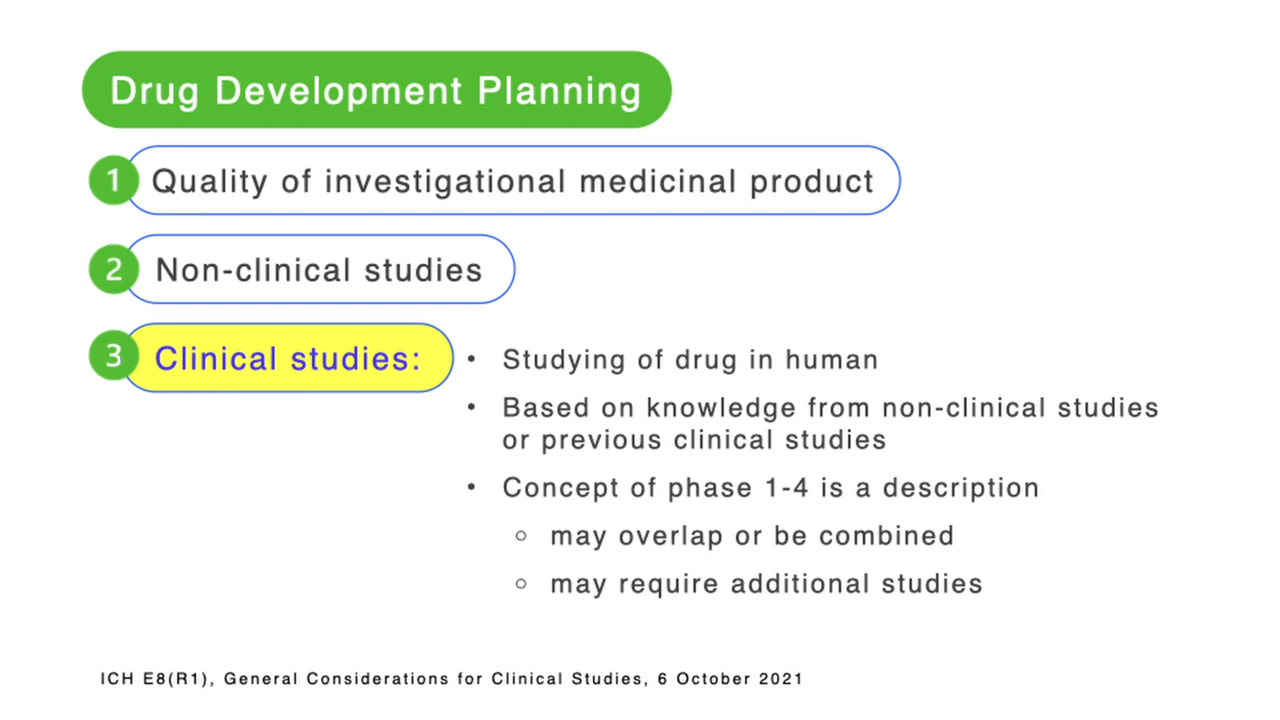 Drug Development Planning
1 Quality of investigational medicinal product
2 Non-clinical studies
3 Clinical studies:
• Studying of drug in human
• Based on knowledge from non-clinical studies
or previous clinical studies
• Concept of phase 1-4 is a description
○ may overlap or be combined
○ may require additional studies
ICH E8(R1), General Considerations for Clinical Studies, 6 October 2021